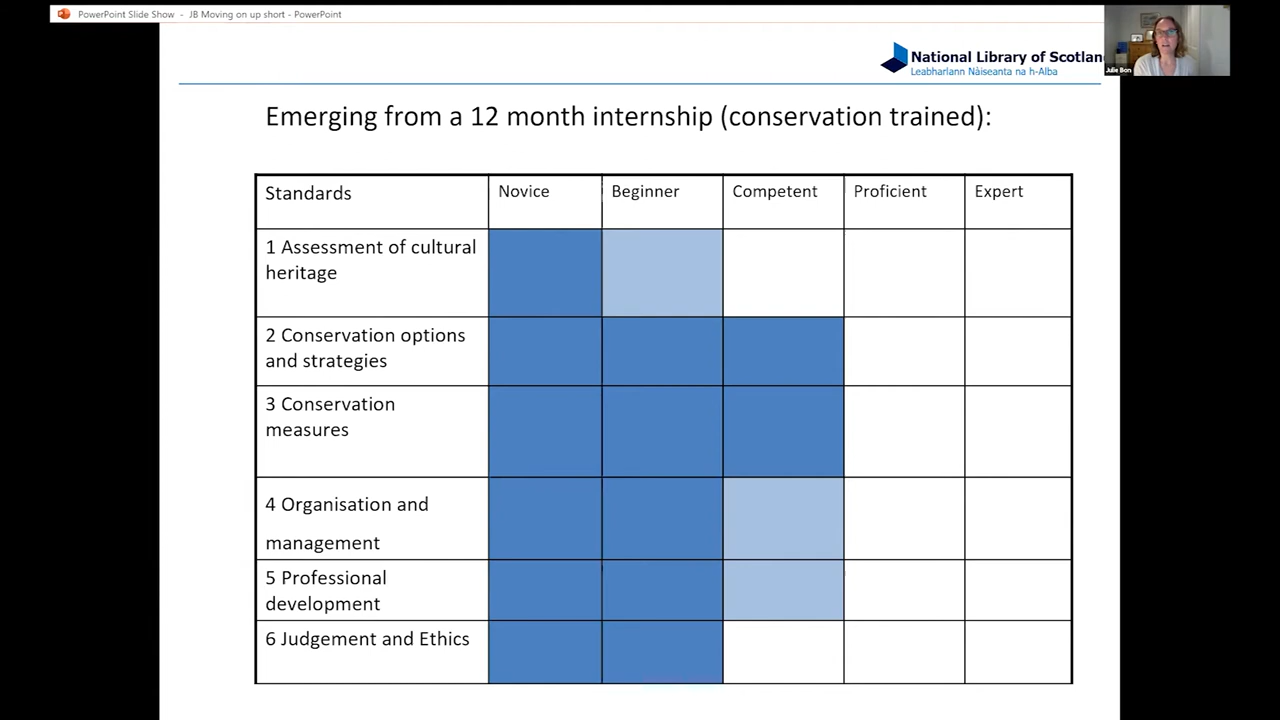 PowerPoint Slide Show - JB Moving on up short - PowerPoint
National Library of Scotlan
Leabharlann Nàiseanta na h-Alba
Julie Bon
Emerging from a 12 month internship (conservation trained):
Standards
Novice
Beginner
Competent
Proficient
Expert
1 Assessment of cultural
heritage
2 Conservation options
and strategies
3 Conservation
measures
4 Organisation and
management
5 Professional
development
6 Judgement and Ethics